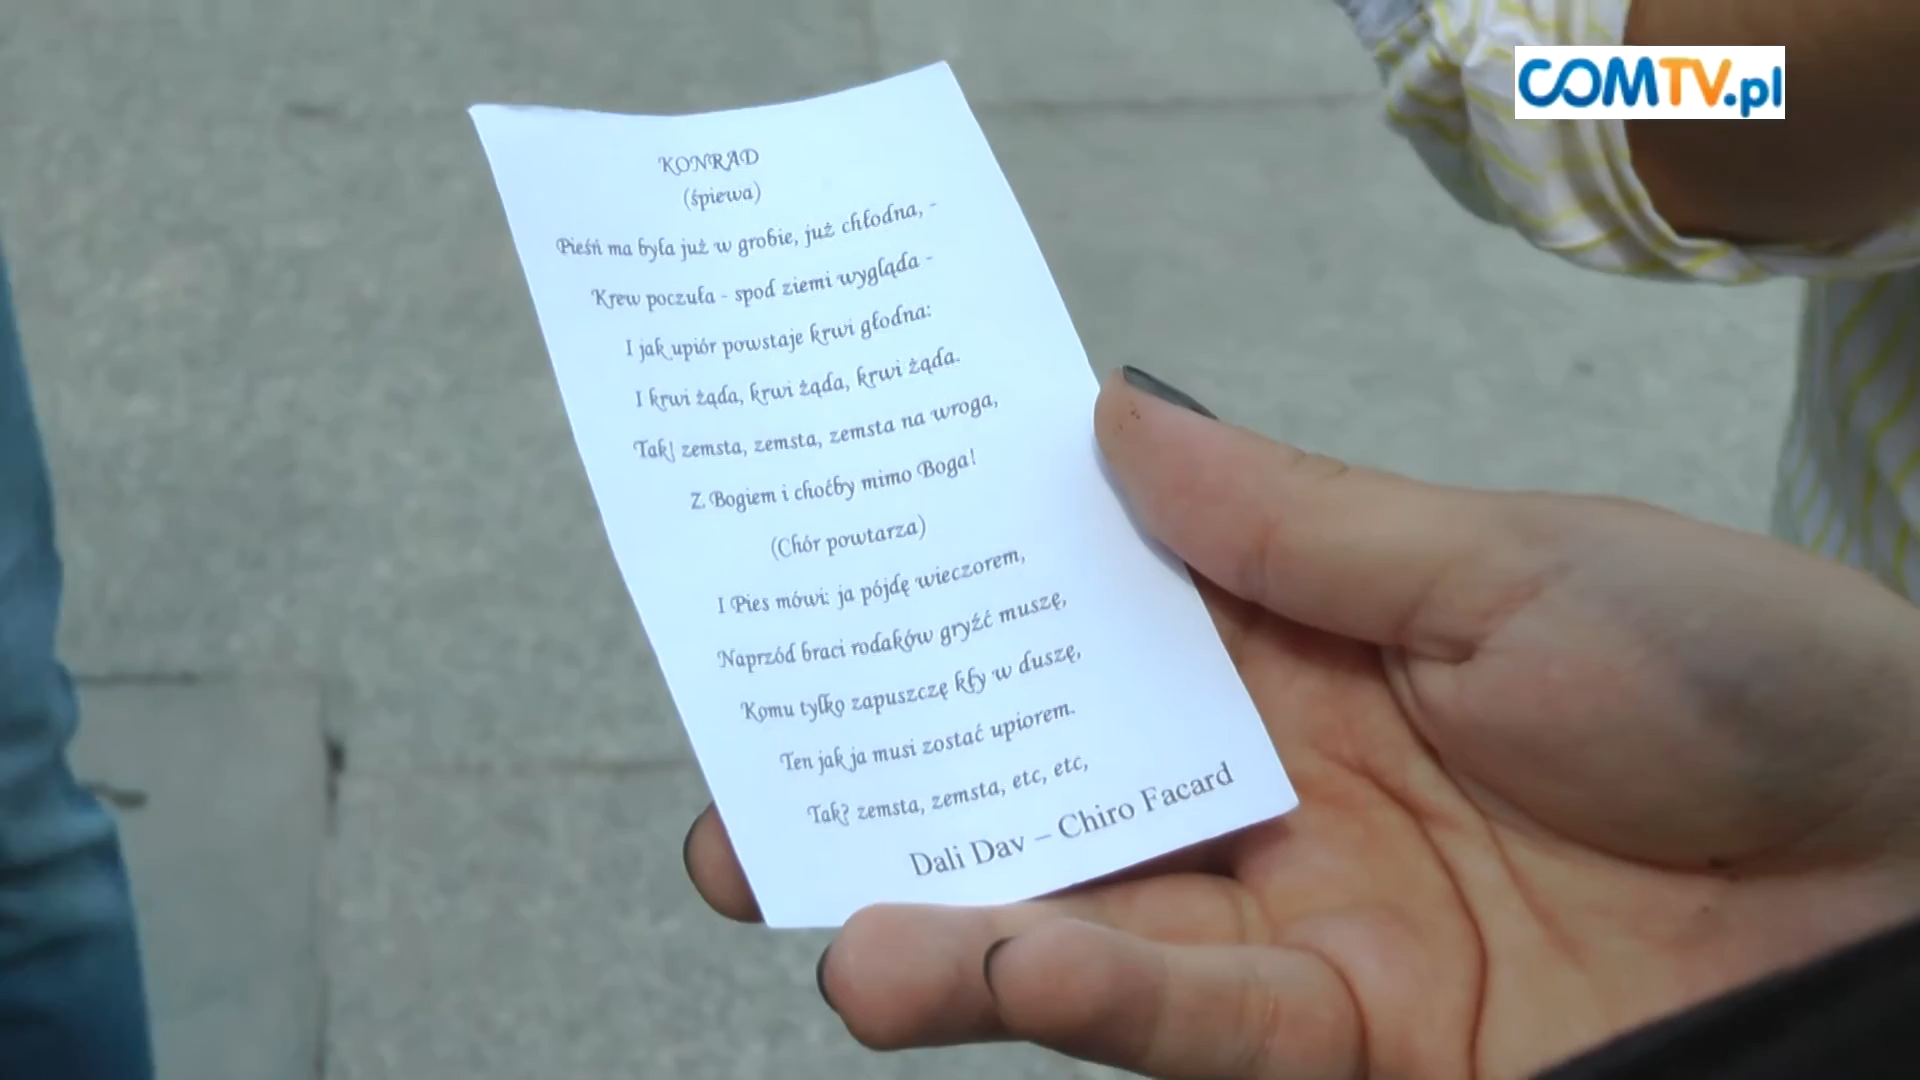 COMTV.pl
KONRAD
(śpiewa)
Pieśń ma była już w grobie, już chłodna, -
Krew poczuła - spod ziemi wygląda -
I jak upiór powstaje krwi głodna:
I krwi żąda, krwi żąda, krwi żąda.
Tak! zemsta, zemsta, zemsta na wroga,
Z Bogiem i choćby mimo Boga!
(Chór powtarza)
I Pies mówi: ja pójdę wieczorem,
Naprzód braci rodaków gryźć muszę,
Komu tylko zapuszczę kły w duszę,
Ten jak ja musi zostać upiorem.
Tak? zemsta, zemsta, etc, etc,
Dali Dav – Chiro Facard